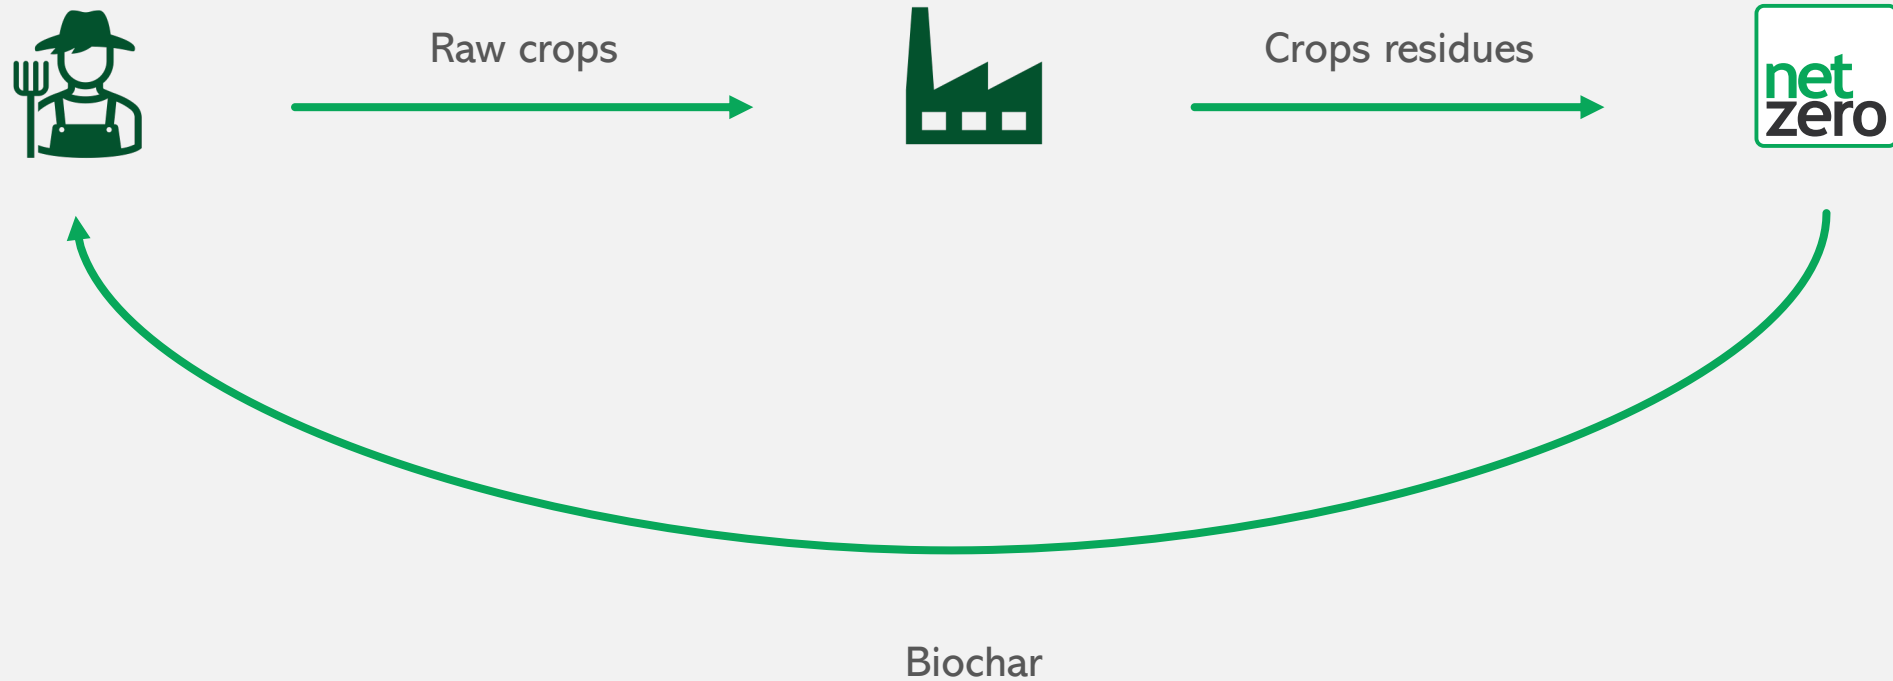 Raw crops
Crops residues
net
zero
Biochar